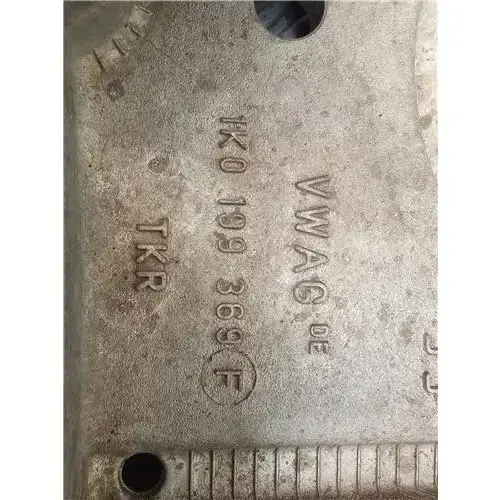 VWAG DE
1K0 199 369 F
TKR